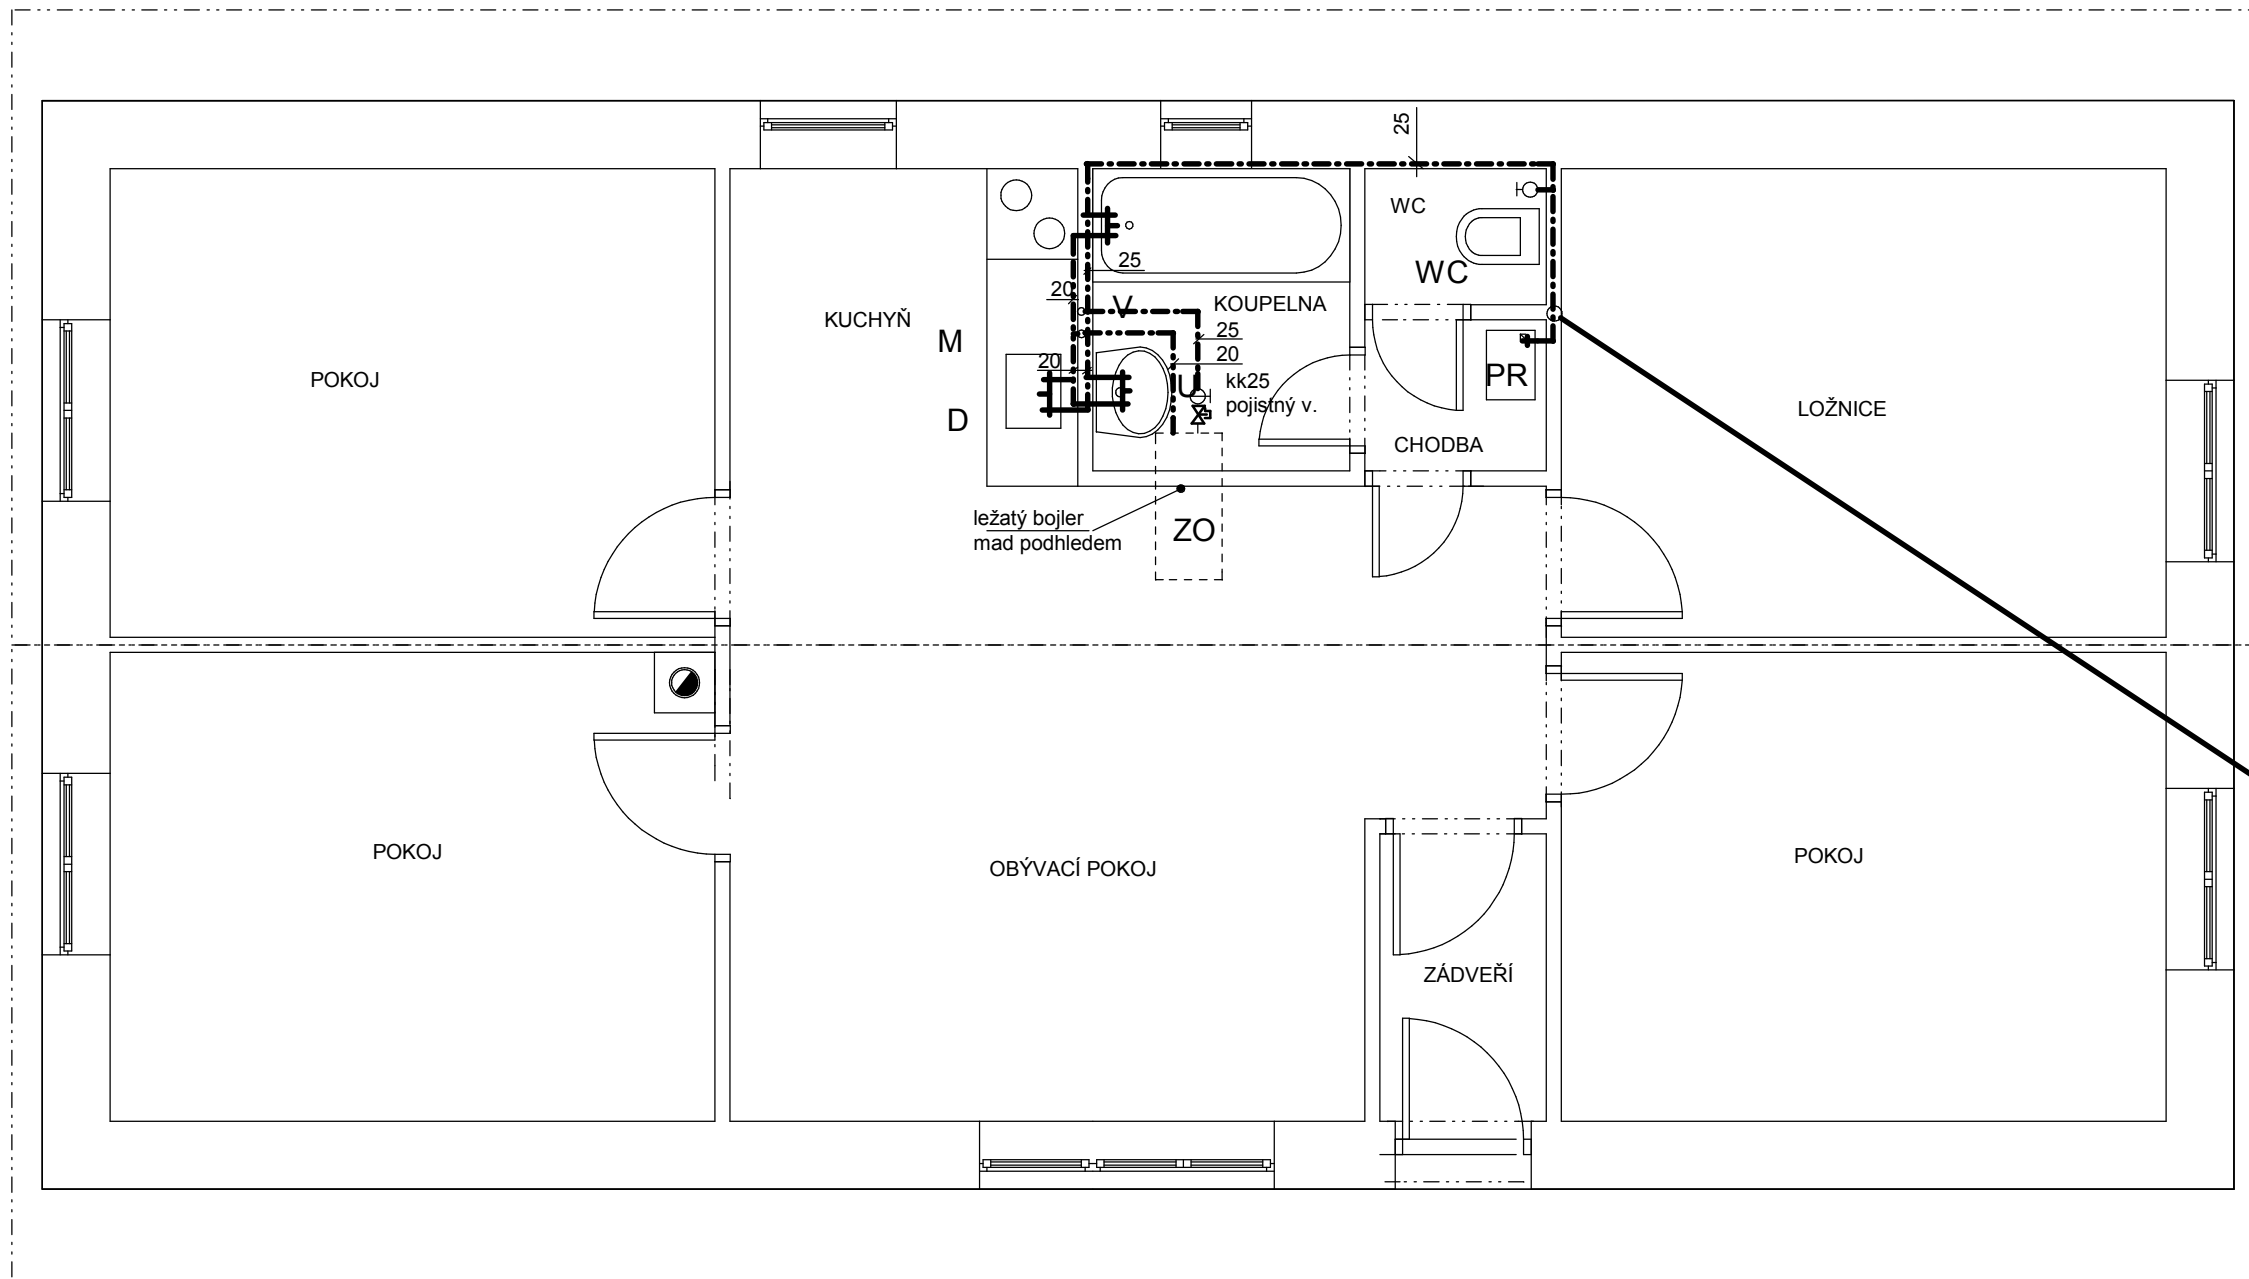 25
WC
WC
25
20
V
KOUPELNA
KUCHYŇ
M
25
20
20
POKOJ
U
kk25
pojistný v.
PR
D
LOŽNICE
CHODBA
ležatý bojler
mad podhledem
ZO
POKOJ
OBÝVACÍ POKOJ
POKOJ
ZÁDVEŘÍ